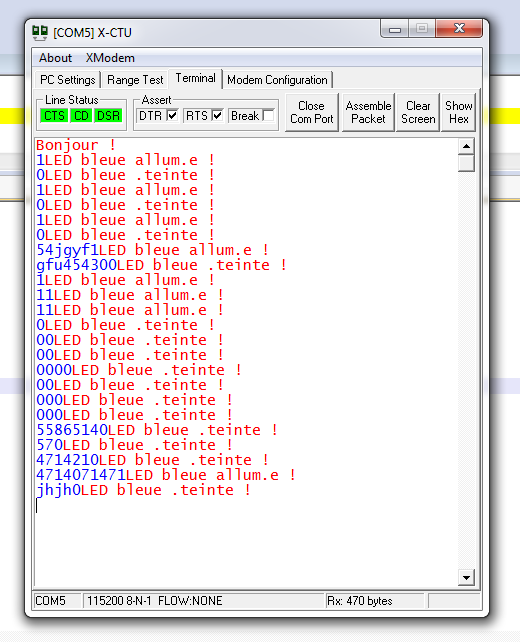 [COM5] X-CTU
About XModem
PC Settings Range Test Terminal Modem Configuration
Line Status Assert
CTS CD DSR DTR RTS Break
Close Com Port
Assemble Packet
Clear Screen
Show Hex
Bonjour !
1LED bleue allum.e !
0LED bleue .teinte !
1LED bleue allum.e !
0LED bleue .teinte !
1LED bleue allum.e !
0LED bleue .teinte !
54jgyf1LED bleue allum.e !
gfu454300LED bleue .teinte !
1LED bleue allum.e !
11LED bleue allum.e !
11LED bleue allum.e !
0LED bleue .teinte !
00LED bleue .teinte !
00LED bleue .teinte !
0000LED bleue .teinte !
00LED bleue .teinte !
000LED bleue .teinte !
000LED bleue .teinte !
55865140LED bleue .teinte !
570LED bleue .teinte !
4714210LED bleue .teinte !
4714071471LED bleue allum.e !
jhjh0LED bleue .teinte !
COM5 115200 8-N-1 FLOW:NONE Rx: 470 bytes